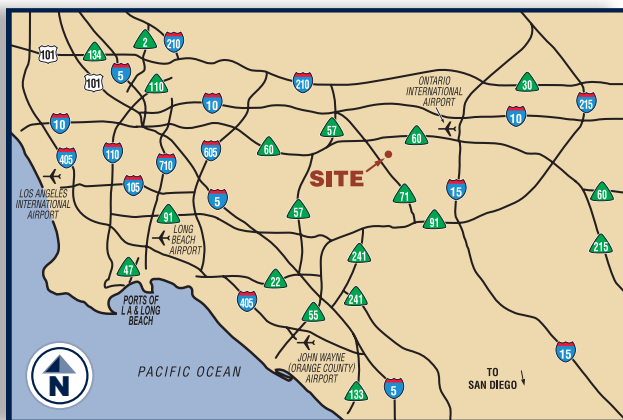 2
134
101
5
210
101
110
210
ONTARIO
INTERNATIONAL
AIRPORT
30
215
10
10
10
57
60
60
405
110
710
605
SITE
105
5
71
15
60
LOS ANGELES
INTERNATIONAL
AIRPORT
91
57
91
LONG
BEACH
AIRPORT
215
241
47
22
PORTS OF
L A & LONG
BEACH
405
241
55
15
JOHN WAYNE
(ORANGE COUNTY)
AIRPORT
PACIFIC OCEAN
TO
SAN DIEGO
133
5
N